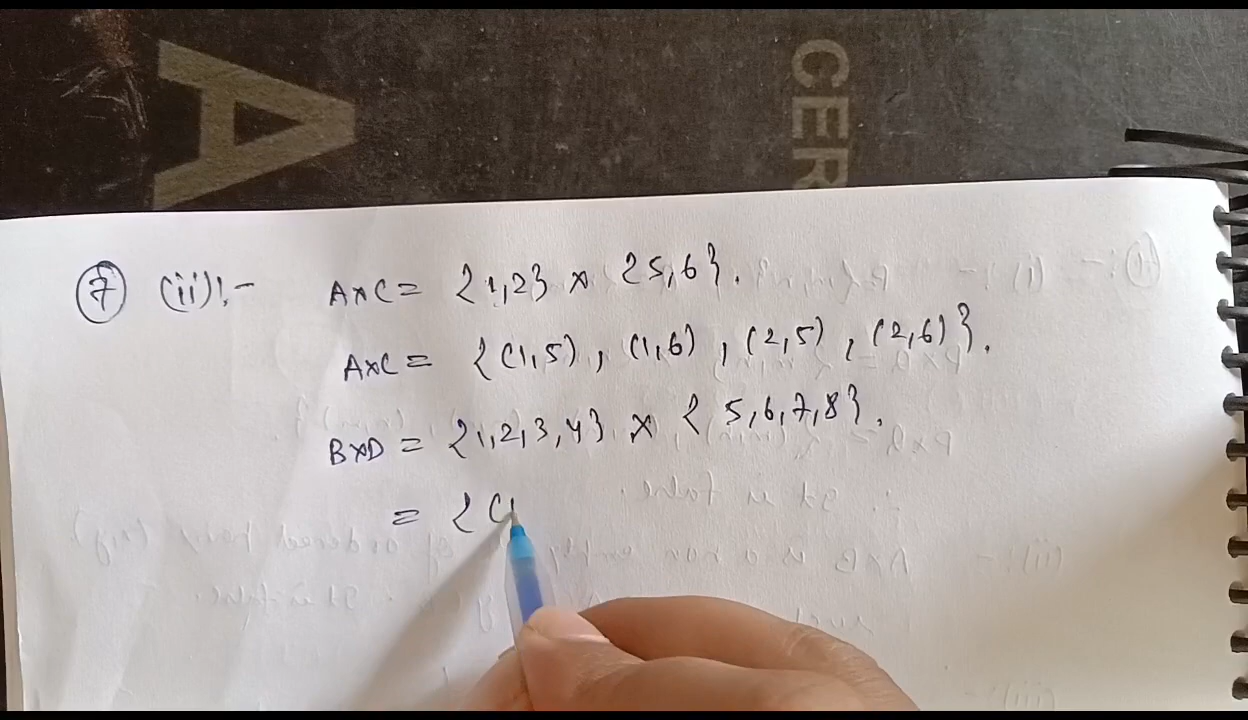 A
CER
(7) (ii):- A×C = {1,2} × {5,6}.
A×C = {(1,5), (1,6), (2,5), (2,6)}.
B×D = {1,2,3,4} × {5,6,7,8}.
= {(1